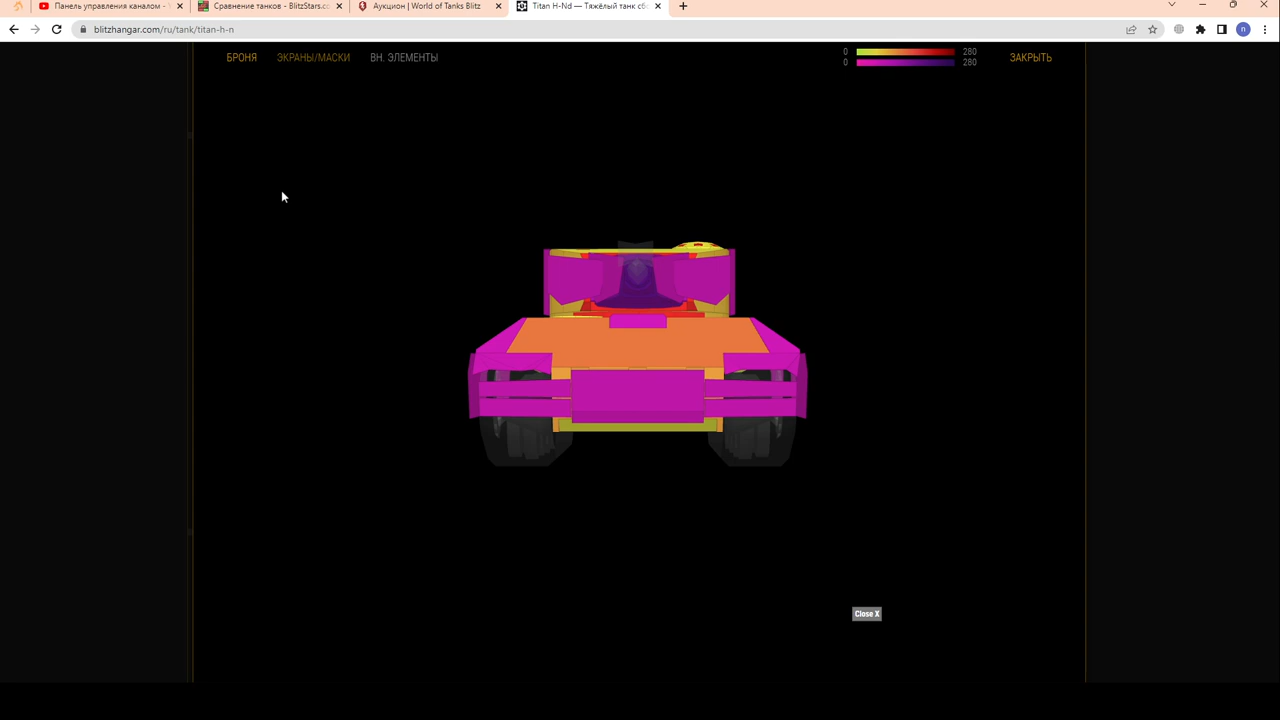 Панель управления каналом -
Сравнение танков - BlitzStars.co
Аукцион | World of Tanks Blitz
Titan H-Nd — Тяжёлый танк сбо
blitzhangar.com/ru/tank/titan-h-n
n
БРОНЯ ЭКРАНЫ/МАСКИ ВН. ЭЛЕМЕНТЫ
0 280
0 280
ЗАКРЫТЬ
Close X